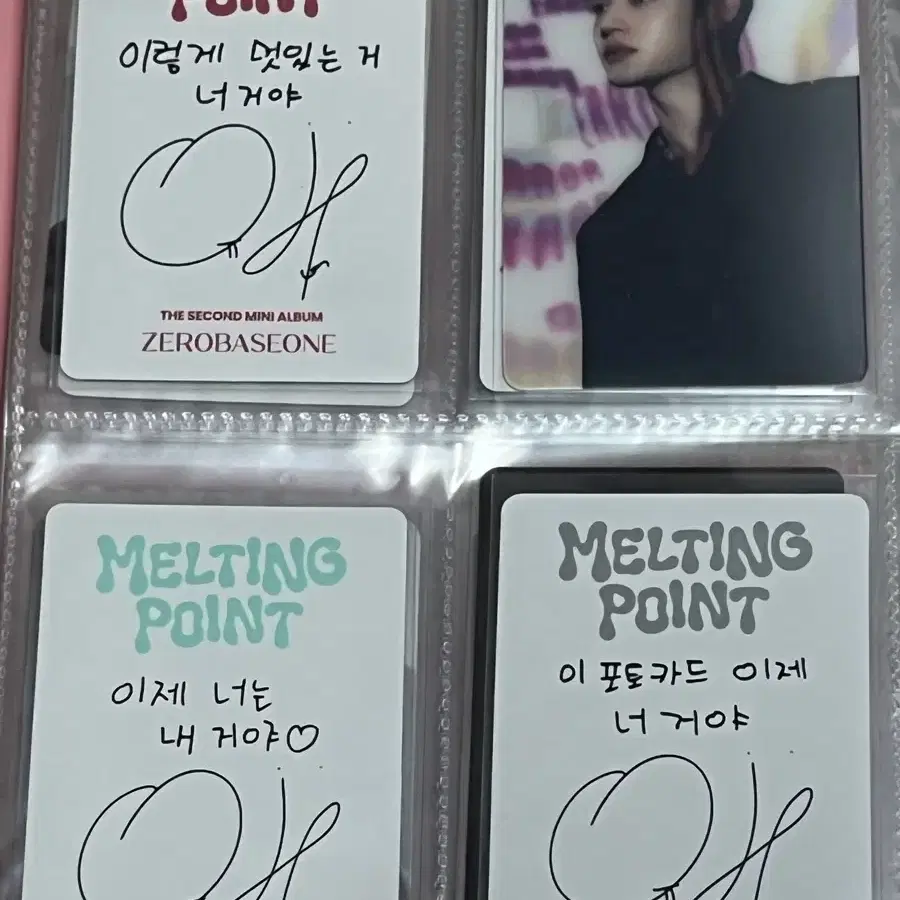 POINT
이렇게 멋있는 거
너 거야
THE SECOND MINI ALBUM
ZEROBASEONE
MELTING
POINT
이제 너는
내 거야♡
MELTING
POINT
이 포토카드 이제
너 거야